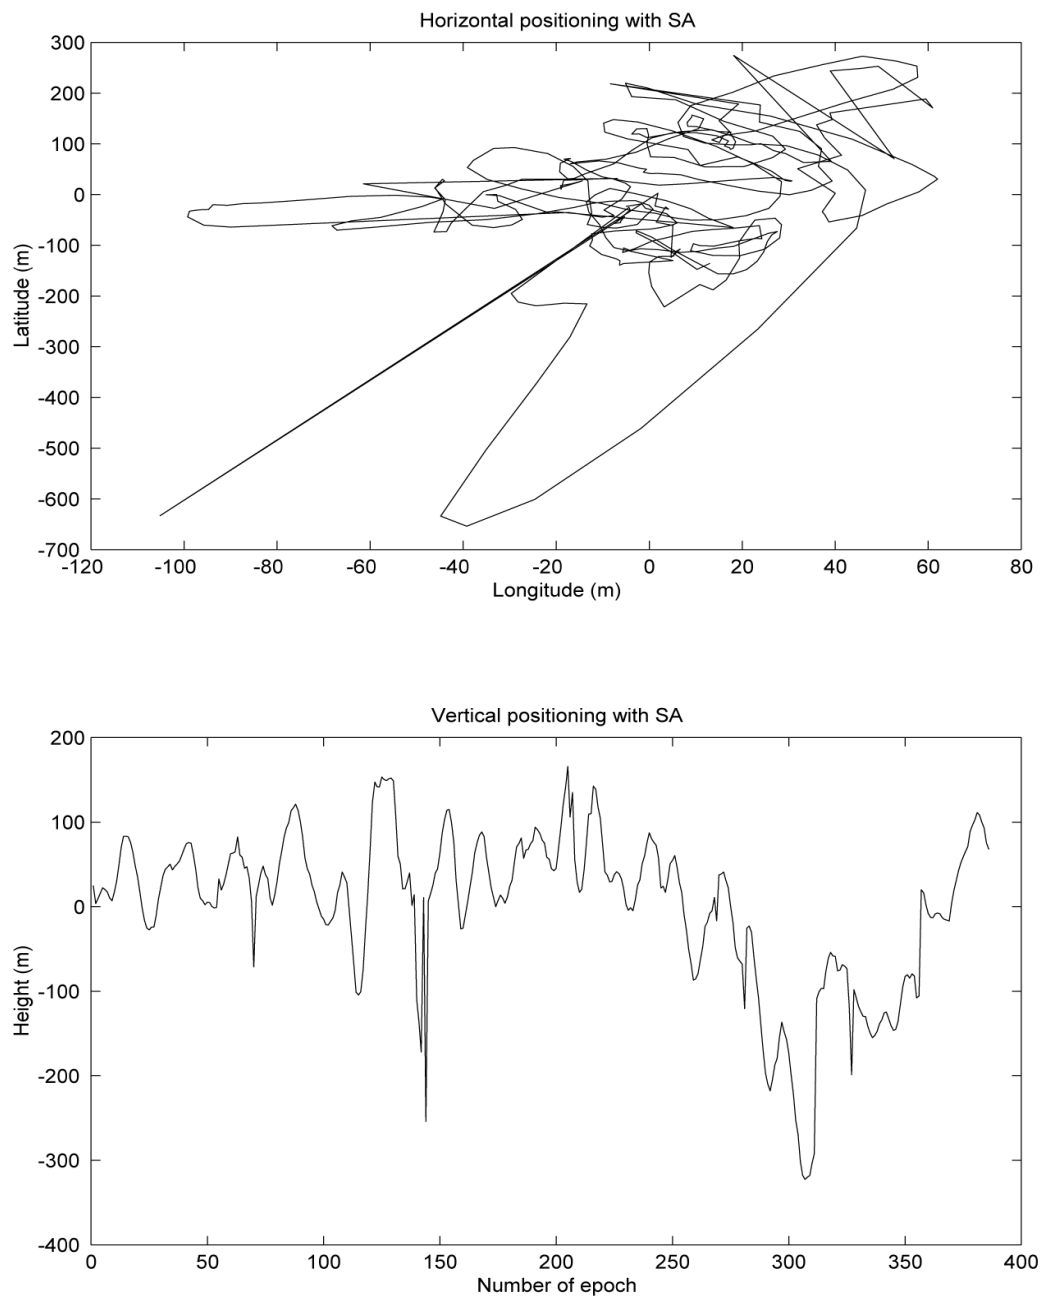 Horizontal positioning with SA
300
200
100
0
-100
-200
-300
-400
-500
-600
-700
Latitude (m)
-120 -100 -80 -60 -40 -20 0 20 40 60 80
Longitude (m)
Vertical positioning with SA
200
100
0
-100
-200
-300
-400
Height (m)
0 50 100 150 200 250 300 350 400
Number of epoch